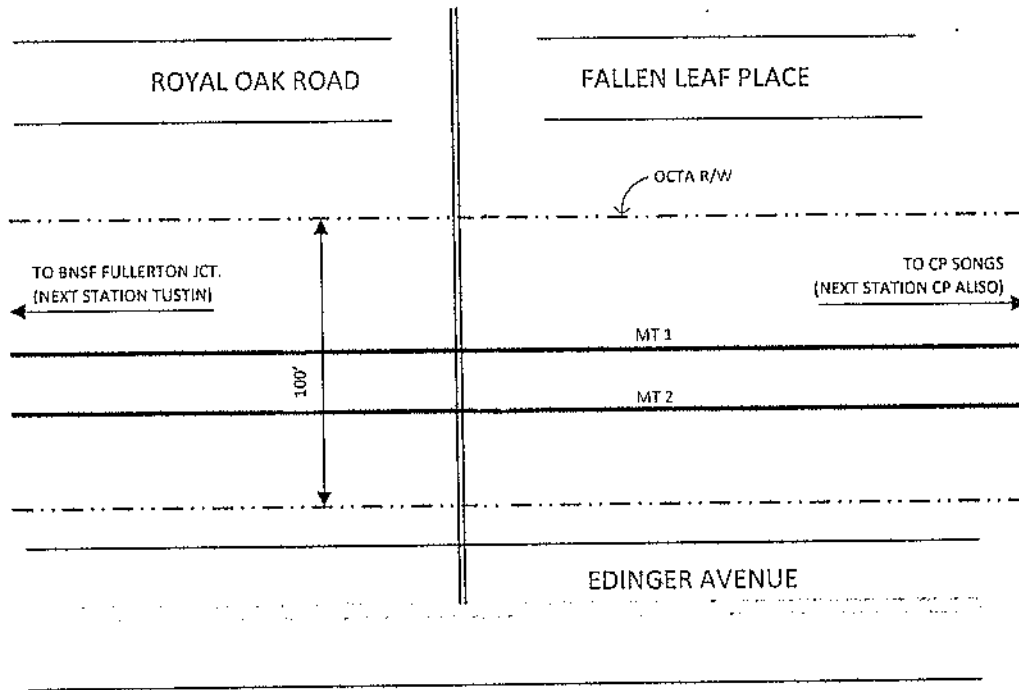 ROYAL OAK ROAD
FALLEN LEAF PLACE
OCTA R/W
TO BNSF FULLERTON JCT.
(NEXT STATION TUSTIN)
TO CP SONGS
(NEXT STATION CP ALISO)
MT 1
100'
MT 2
EDINGER AVENUE